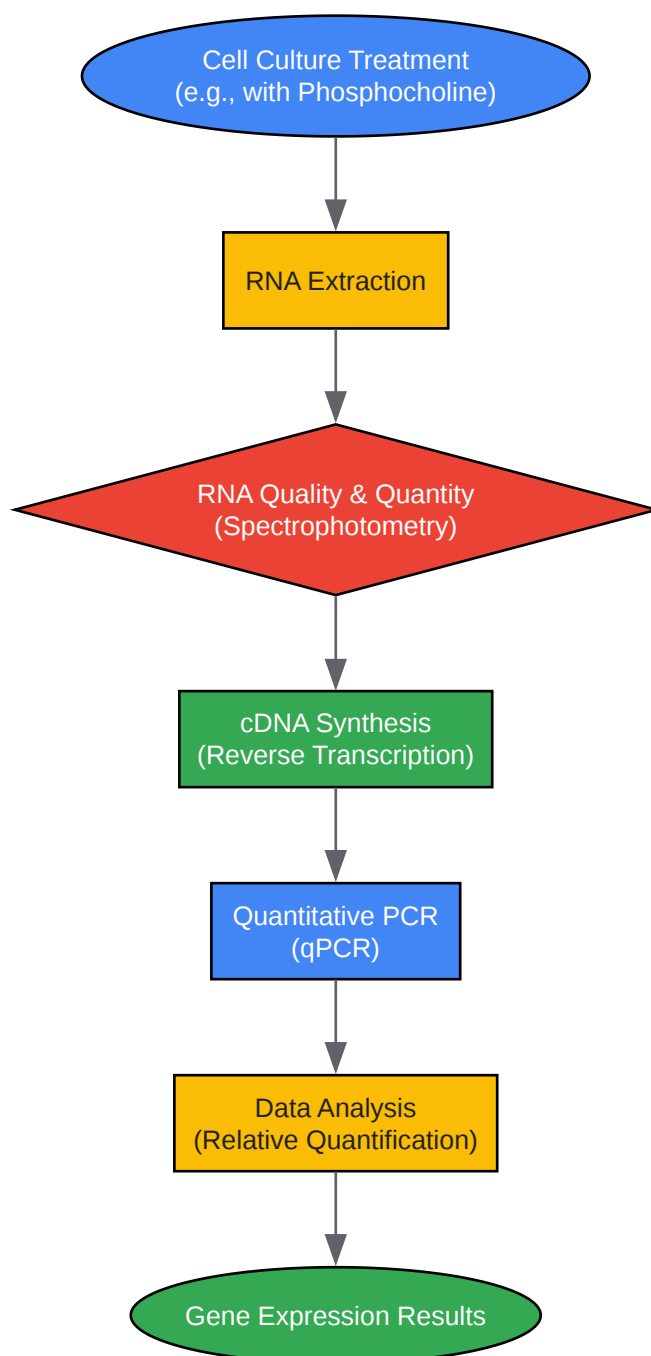 Cell Culture Treatment
(e.g., with Phosphocholine)
RNA Extraction
RNA Quality & Quantity
(Spectrophotometry)
cDNA Synthesis
(Reverse Transcription)
Quantitative PCR
(qPCR)
Data Analysis
(Relative Quantification)
Gene Expression Results